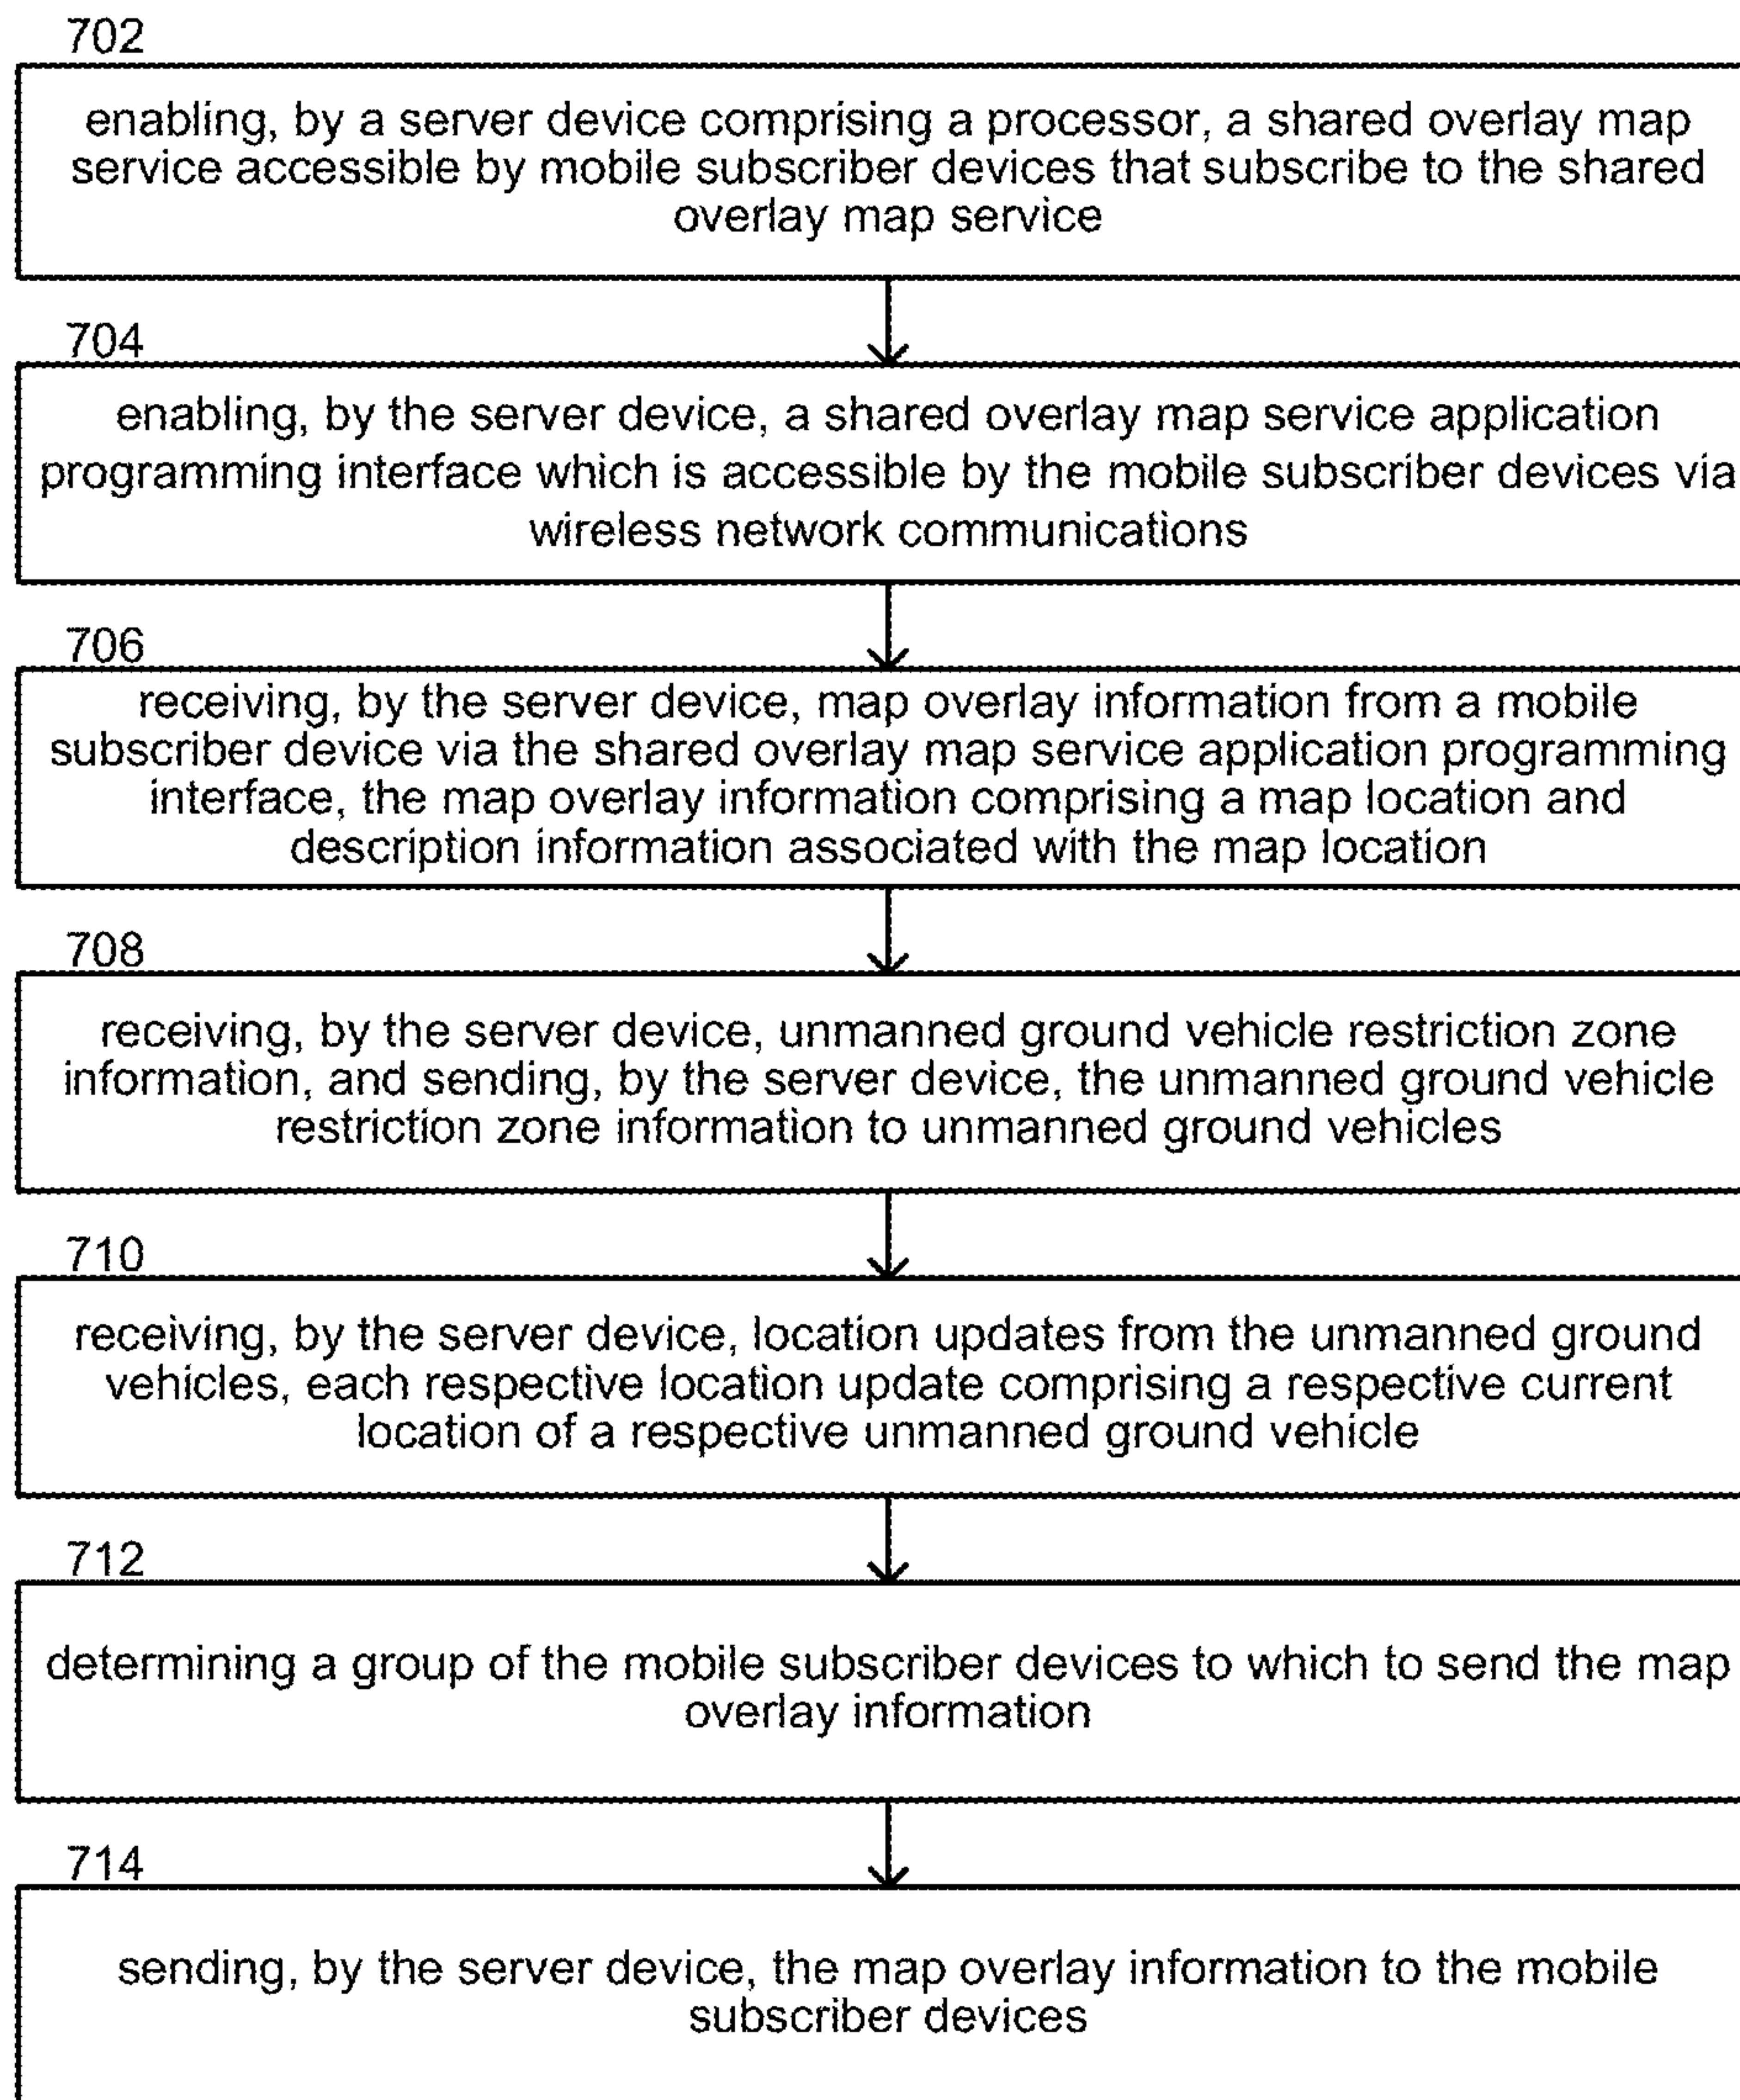 702
enabling, by a server device comprising a processor, a shared overlay map
service accessible by mobile subscriber devices that subscribe to the shared
overlay map service
704
enabling, by the server device, a shared overlay map service application
programming interface which is accessible by the mobile subscriber devices via
wireless network communications
706
receiving, by the server device, map overlay information from a mobile
subscriber device via the shared overlay map service application programming
interface, the map overlay information comprising a map location and
description information associated with the map location
708
receiving, by the server device, unmanned ground vehicle restriction zone
information, and sending, by the server device, the unmanned ground vehicle
restriction zone information to unmanned ground vehicles
710
receiving, by the server device, location updates from the unmanned ground
vehicles, each respective location update comprising a respective current
location of a respective unmanned ground vehicle
712
determining a group of the mobile subscriber devices to which to send the map
overlay information
714
sending, by the server device, the map overlay information to the mobile
subscriber devices